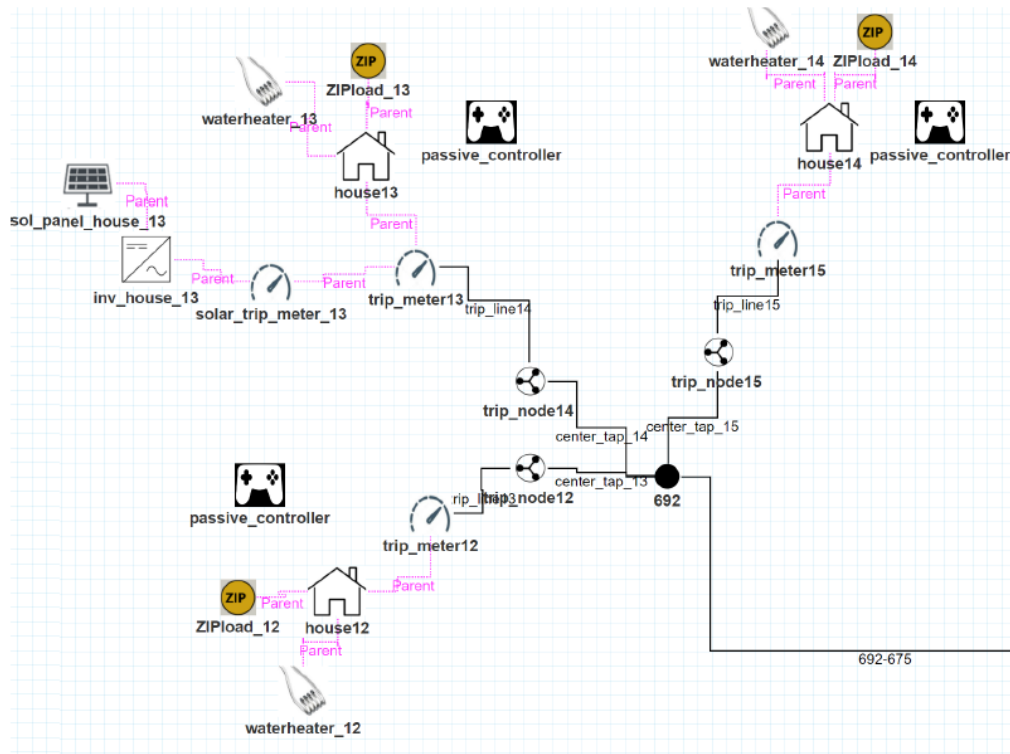 waterheater_14
ZIPload_14
Parent
Parent
house14
passive_controller
ZIP
ZIP
ZIPload_13
waterheater_13
Parent
Parent
passive_controller
house13
Parent
Parent
sol_panel_house_13
Parent
inv_house_13
Parent
solar_trip_meter_13
Parent
trip_meter13
trip_line14
trip_meter15
trip_line15
trip_node15
trip_node14
center_tap_14
center_tap_15
trip_node12
center_tap_13
692
passive_controller
trip_meter12
Parent
ZIP
Parent
ZIPload_12
house12
Parent
waterheater_12
692-675